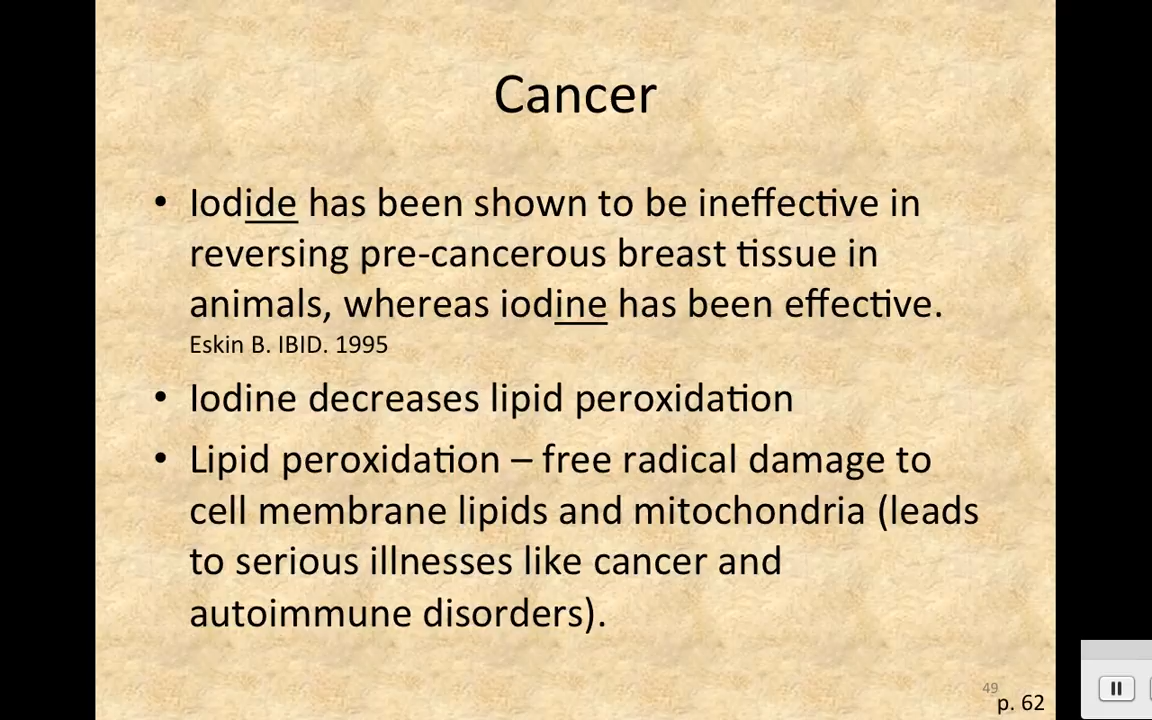 Cancer
• Iodide has been shown to be ineffective in
reversing pre-cancerous breast tissue in
animals, whereas iodine has been effective.
Eskin B. IBID. 1995
• Iodine decreases lipid peroxidation
• Lipid peroxidation – free radical damage to
cell membrane lipids and mitochondria (leads
to serious illnesses like cancer and
autoimmune disorders).
49
p. 62